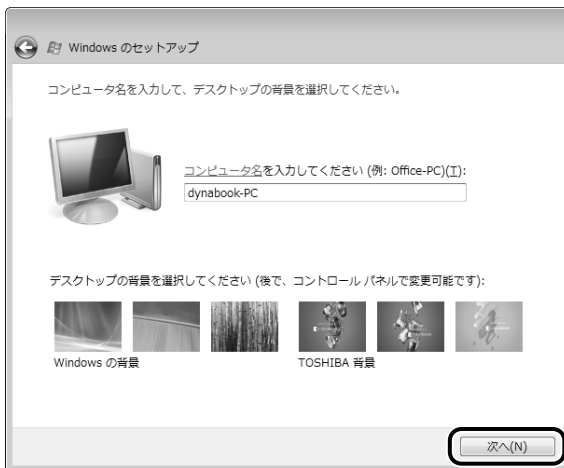 Windows のセットアップ
コンピュータ名を入力して、デスクトップの背景を選択してください。
コンピュータ名を入力してください (例: Office-PC)(T):
dynabook-PC
デスクトップの背景を選択してください (後で、コントロール パネルで変更可能です):
Windows の背景
TOSHIBA 背景
次へ(N)